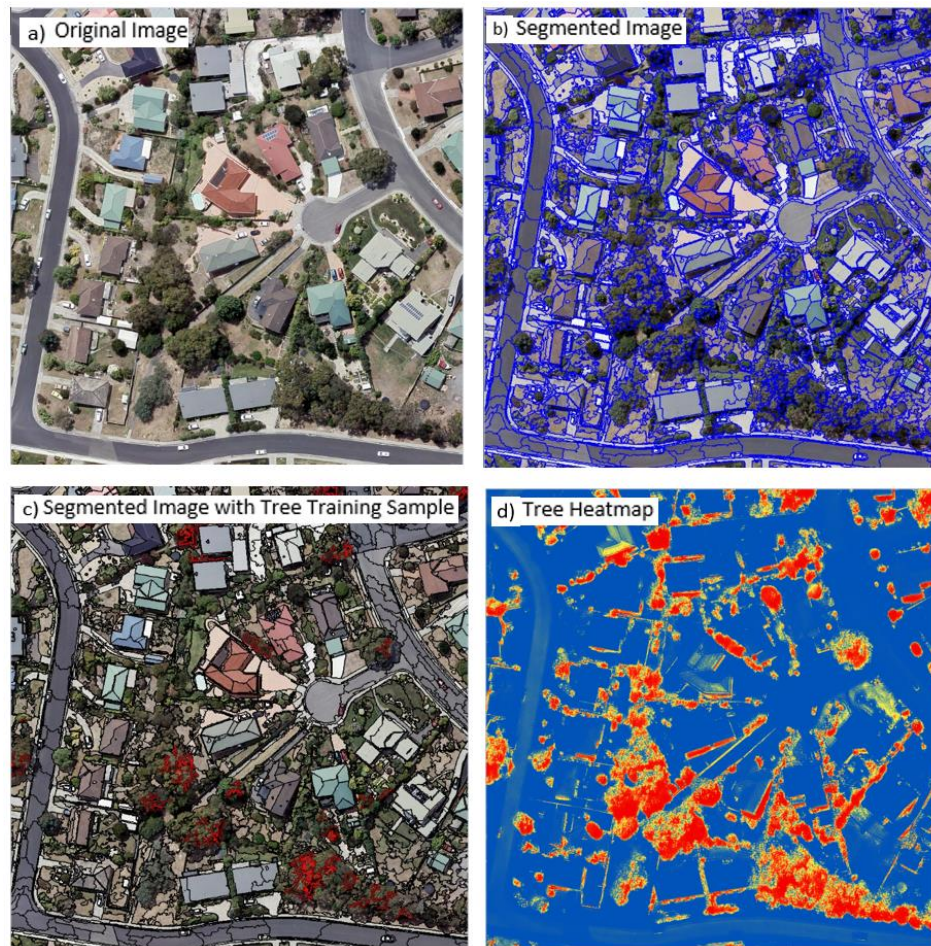 a) Original Image
b) Segmented Image
c) Segmented Image with Tree Training Sample
d) Tree Heatmap